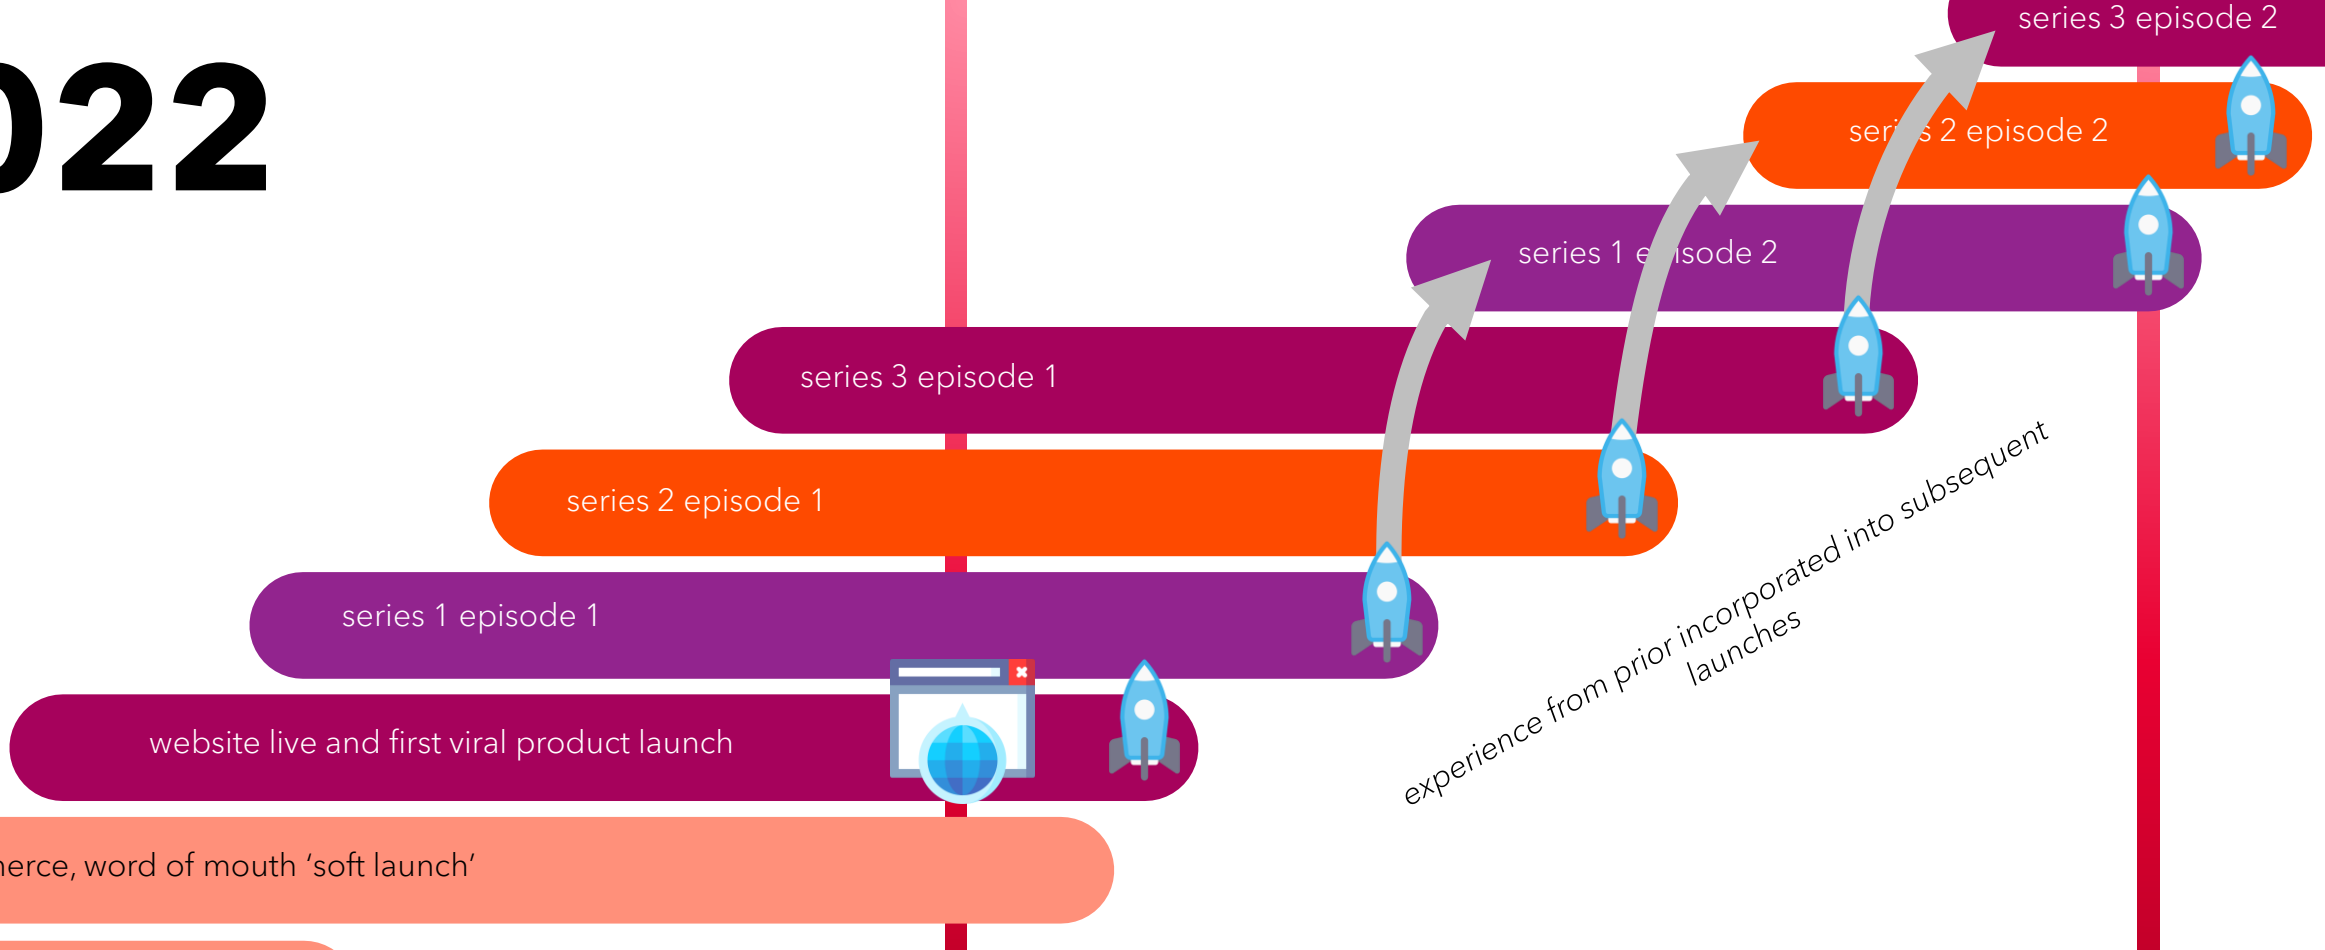 series 3 episode 2
022
series 2 episode 2
series 1 episode 2
series 3 episode 1
series 2 episode 1
series 1 episode 1
experience from prior incorporated into subsequent
launches
website live and first viral product launch
word of mouth ‘soft launch’